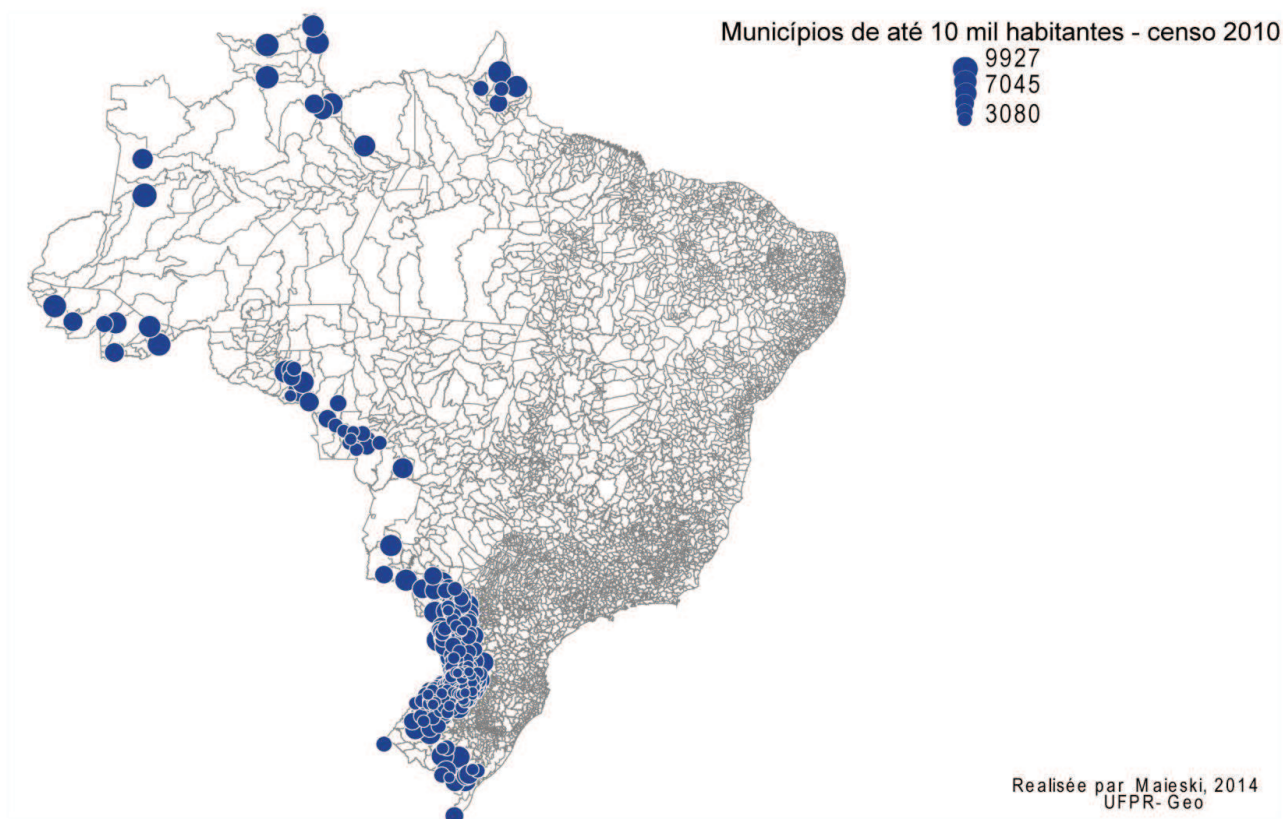 Municípios de até 10 mil habitantes - censo 2010
9927
7045
3080
Realisée par Maieski, 2014
UFPR- Geo